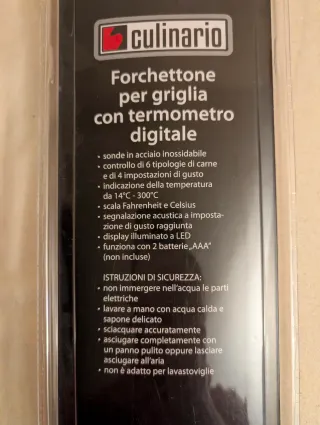 culinario
Forchettone
per griglia
con termometro
digitale
• sonde in acciaio inossidabile
• controllo di 6 tipologie di carne
e di 4 impostazioni di gusto
• indicazione della temperatura
da 14°C - 300°C
• scala Fahrenheit e Celsius
• segnalazione acustica a imposta-
zione di gusto raggiunta
• display illuminato a LED
• funziona con 2 batterie„AAA“
(non incluse)
ISTRUZIONI DI SICUREZZA:
• non immergere nell'acqua le parti
elettriche
• lavare a mano con acqua calda e
sapone delicato
• sciacquare accuratamente
• asciugare completamente con
un panno pulito oppure lasciare
asciugare all'aria
• non è adatto per lavastoviglie